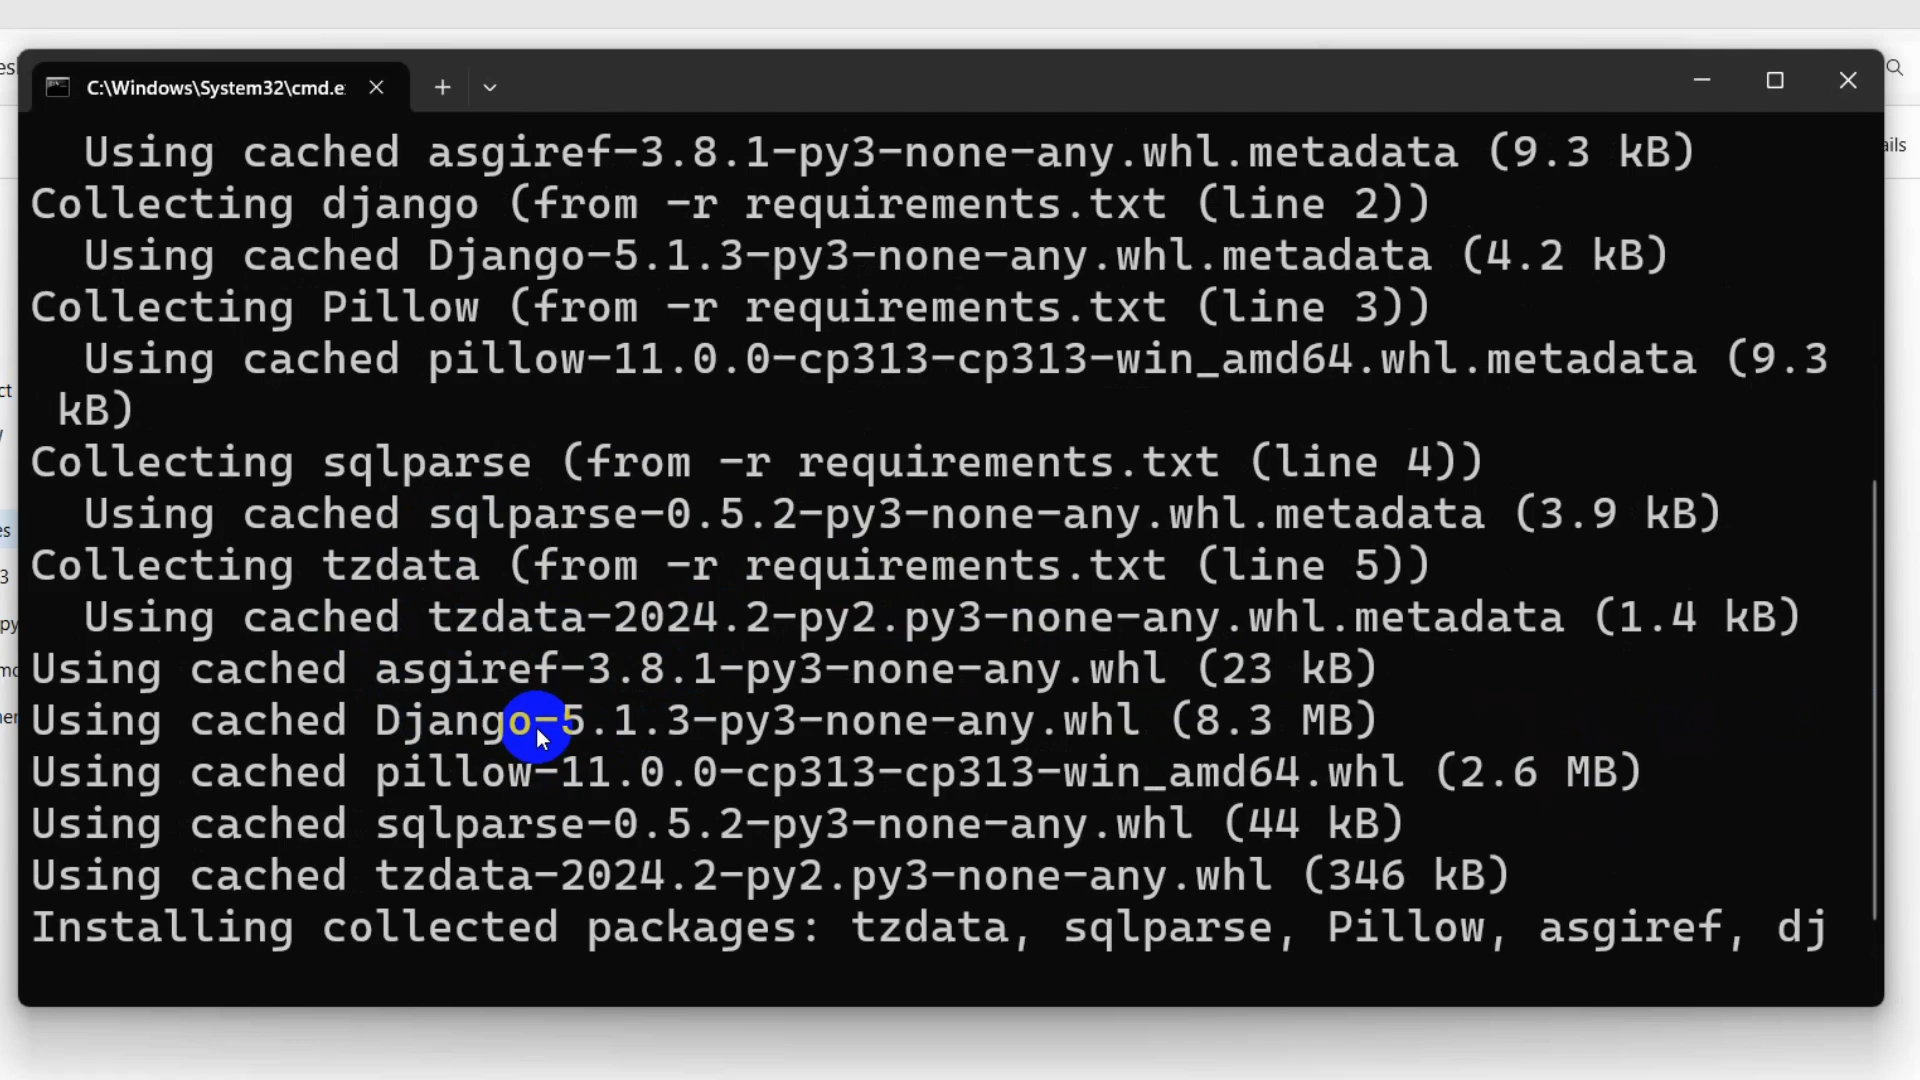 C:\Windows\System32\cmd.e
Using cached asgiref-3.8.1-py3-none-any.whl.metadata (9.3 kB)
Collecting django (from -r requirements.txt (line 2))
Using cached Django-5.1.3-py3-none-any.whl.metadata (4.2 kB)
Collecting Pillow (from -r requirements.txt (line 3))
Using cached pillow-11.0.0-cp313-cp313-win_amd64.whl.metadata (9.3
kB)
Collecting sqlparse (from -r requirements.txt (line 4))
Using cached sqlparse-0.5.2-py3-none-any.whl.metadata (3.9 kB)
Collecting tzdata (from -r requirements.txt (line 5))
Using cached tzdata-2024.2-py2.py3-none-any.whl.metadata (1.4 kB)
Using cached asgiref-3.8.1-py3-none-any.whl (23 kB)
Using cached Django-5.1.3-py3-none-any.whl (8.3 MB)
Using cached pillow-11.0.0-cp313-cp313-win_amd64.whl (2.6 MB)
Using cached sqlparse-0.5.2-py3-none-any.whl (44 kB)
Using cached tzdata-2024.2-py2.py3-none-any.whl (346 kB)
Installing collected packages: tzdata, sqlparse, Pillow, asgiref, dj